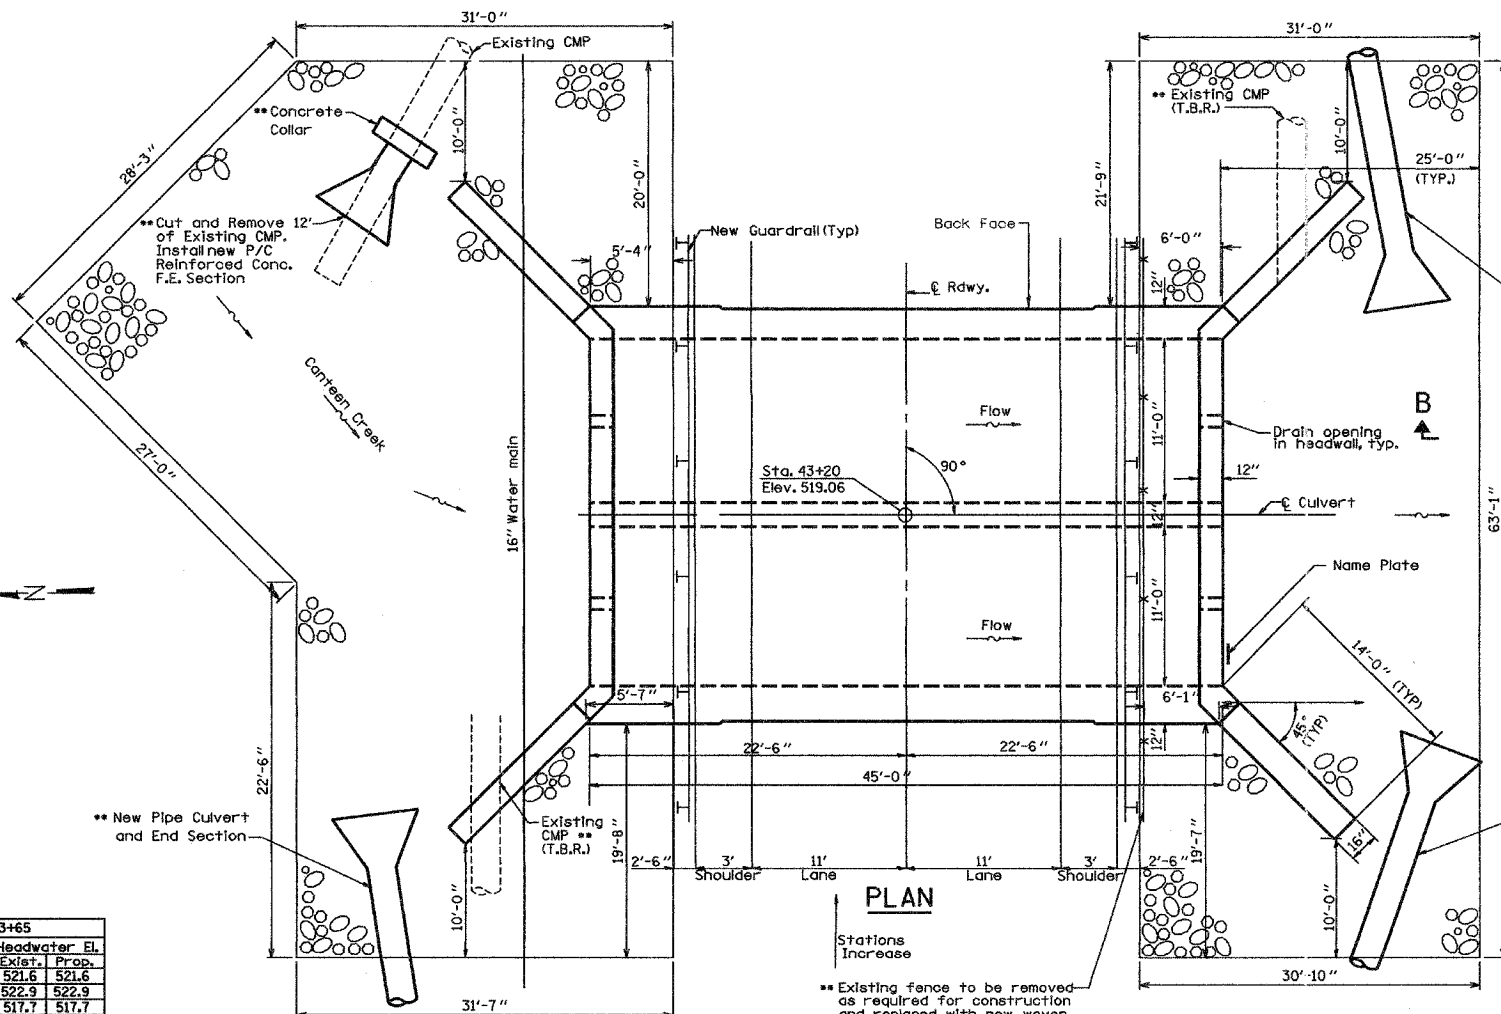 31'-0"
31'-0"
Existing CMP
** Concrete
Collar
10'-0"
28'-3"
20'-0"
21'-9"
** Existing CMP
(T.B.R.)
10'-0"
25'-0"
(TYP.)
** Cut and Remove 12'
of Existing CMP.
Install new P/C
Reinforced Conc.
F.E. Section
New Guardrail (Typ)
Back Face
5'-4"
6'-0"
12"
℄ Rdwy.
Canteen Creek
27'-0"
16" Water main
Flow
11'-0"
Drain opening
in headwall, typ.
B
Sta. 43+20
Elev. 519.06
90°
12"
12"
℄ Culvert
63'-1"
N
Name Plate
11'-0"
Flow
14'-0" (TYP)
5'-7"
6'-1"
45°
(TYP)
12"
22'-6"
22'-6"
22'-6"
45'-0"
** New Pipe Culvert
and End Section
Existing
CMP **
(T.B.R.)
19'-8"
19'-7"
16"
2'-6"
3'
11'
11'
3'
2'-6"
Shoulder
Lane
Lane
Shoulder
10'-0"
10'-0"
PLAN
Stations
Increase
3+65
Headwater El.
Exist. Prop.
521.6 521.6
522.9 522.9
517.7 517.7
31'-7"
30'-10"
** Existing fence to be removed
as required for construction
and replaced with new woven